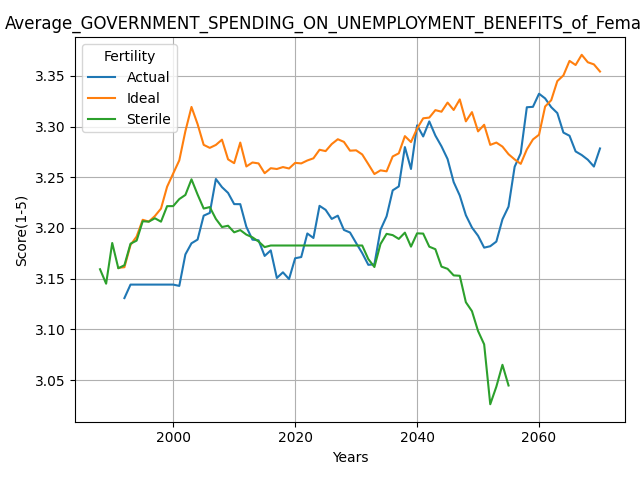 Average_GOVERNMENT_SPENDING_ON_UNEMPLOYMENT_BENEFITS_of_Fema
Fertility
Actual
Ideal
Sterile
Score(1-5)
3.35
3.30
3.25
3.20
3.15
3.10
3.05
2000 2020 2040 2060
Years